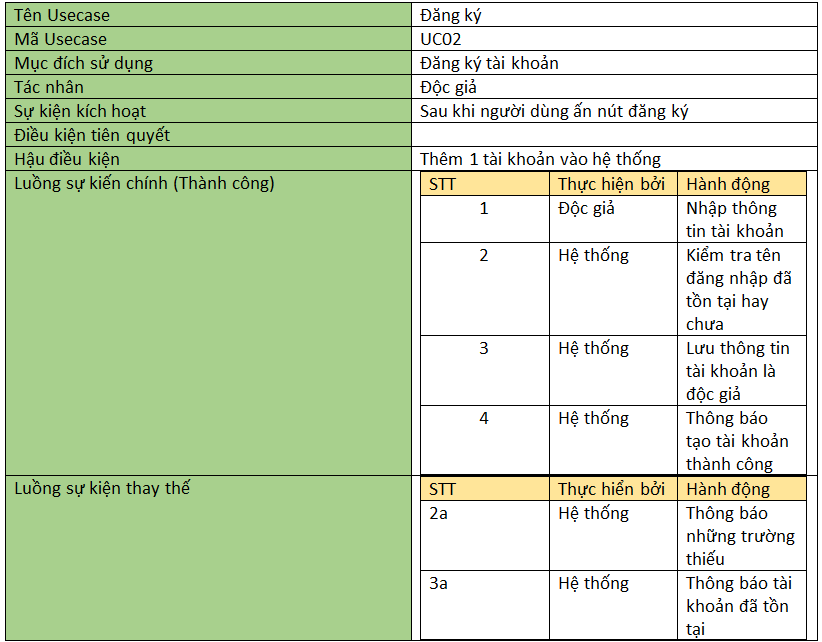 Tên Usecase Đăng ký
Mã Usecase UC02
Mục đích sử dụng Đăng ký tài khoản
Tác nhân Độc giả
Sự kiện kích hoạt Sau khi người dùng ấn nút đăng ký
Điều kiện tiên quyết
Hậu điều kiện Thêm 1 tài khoản vào hệ thống
Luồng sự kiến chính (Thành công) STT Thực hiện bởi Hành động
1 Độc giả Nhập thông
tin tài khoản
2 Hệ thống Kiểm tra tên
đăng nhập đã
tồn tại hay
chưa
3 Hệ thống Lưu thông tin
tài khoản là
độc giả
4 Hệ thống Thông báo
tạo tài khoản
thành công
Luồng sự kiện thay thế STT Thực hiển bởi Hành động
2a Hệ thống Thông báo
những trường
thiếu
3a Hệ thống Thông báo tài
khoản đã tồn
tại